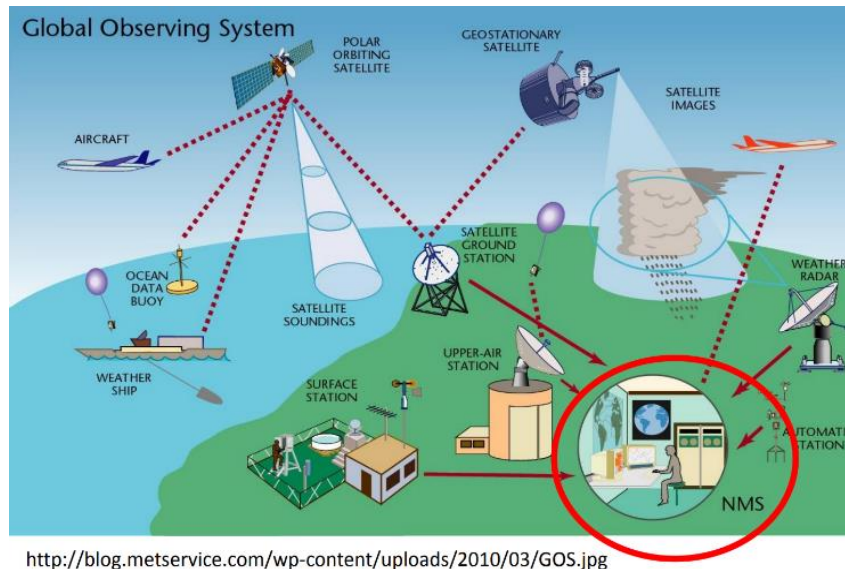 Global Observing System
POLAR
ORBITING
SATELLITE
GEOSTATIONARY
SATELLITE
SATELLITE
IMAGES
AIRCRAFT
OCEAN
DATA
BUOY
SATELLITE
SOUNDINGS
SATELLITE
GROUND
STATION
WEATHER
RADAR
WEATHER
SHIP
SURFACE
STATION
UPPER-AIR
STATION
AUTOMATIC
STATION
NMS
http://blog.metservice.com/wp-content/uploads/2010/03/GOS.jpg